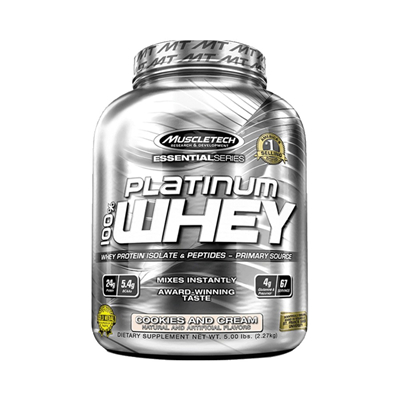 MUSCLETECH
RESEARCH & DEVELOPMENT
ESSENTIALSERIES
PLATINUM
100%
WHEY
WHEY PROTEIN ISOLATE & PEPTIDES – PRIMARY SOURCE
24g 5.4g
MIXES INSTANTLY
4g 67
AWARD-WINNING
TASTE
COOKIES AND CREAM
NATURAL AND ARTIFICIAL FLAVORS
DIETARY SUPPLEMENT NET WT. 5.00 lbs. (2.27kg)